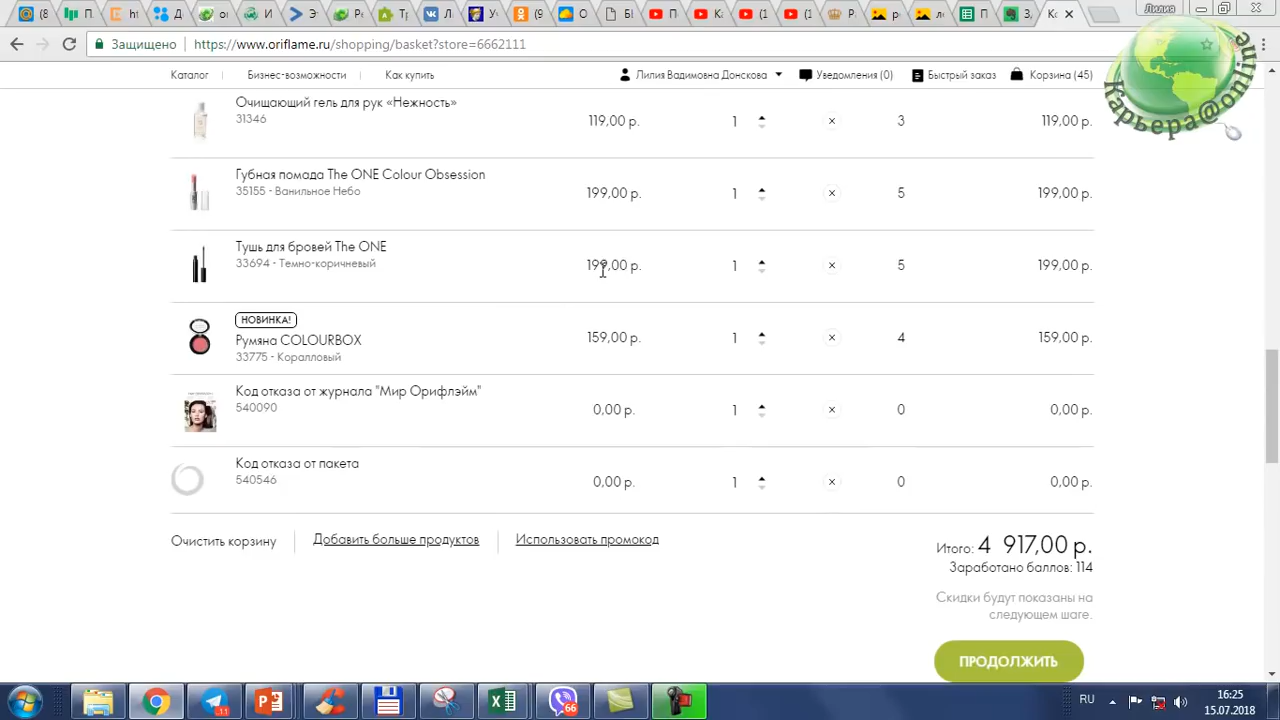 Лилия
Защищено
https://www.oriflame.ru/shopping/basket?store=6662111
Каталог
Бизнес-возможности
Как купить
Лилия Вадимовна Донскова
Уведомления (0)
Быстрый заказ
Корзина (45)
Карьера@online
Очищающий гель для рук «Нежность»
31346
119,00 р. 1 3 119,00 р.
Губная помада The ONE Colour Obsession
35155 - Ванильное Небо
199,00 р. 1 5 199,00 р.
Тушь для бровей The ONE
33694 - Темно-коричневый
199,00 р. 1 5 199,00 р.
НОВИНКА!
Румяна COLOURBOX
33775 - Коралловый
159,00 р. 1 4 159,00 р.
Код отказа от журнала "Мир Орифлэйм"
540090
0,00 р. 1 0 0,00 р.
Код отказа от пакета
540546
0,00 р. 1 0 0,00 р.
Очистить корзину
Добавить больше продуктов
Использовать промокод
Итого: 4 917,00 р.
Заработано баллов: 114
Скидки будут показаны на
следующем шаге.
ПРОДОЛЖИТЬ
RU
16:25
15.07.2018